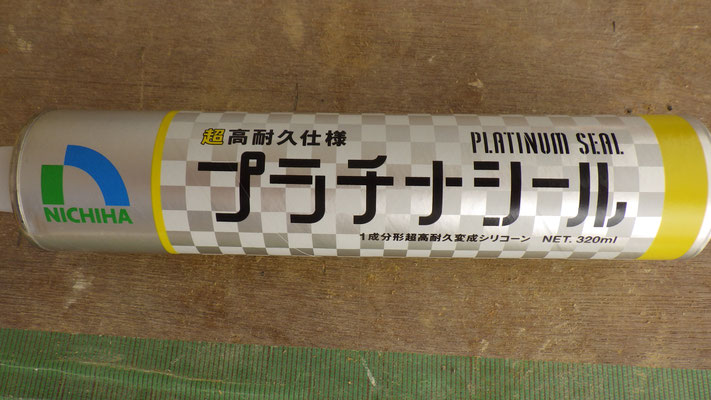 NICHIHA
超高耐久仕様
PLATINUM SEAL
プラチナシール
1成分形超高耐久変成シリコーン NET. 320ml